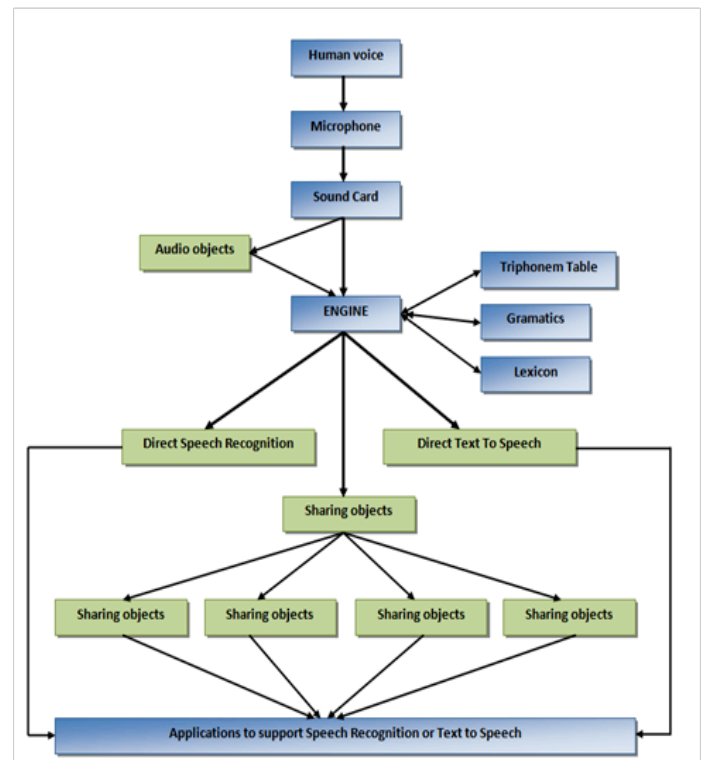 Human voice
Microphone
Sound Card
Audio objects
Triphonem Table
ENGINE
Gramatics
Lexicon
Direct Speech Recognition
Direct Text To Speech
Sharing objects
Sharing objects
Sharing objects
Sharing objects
Sharing objects
Applications to support Speech Recognition or Text to Speech